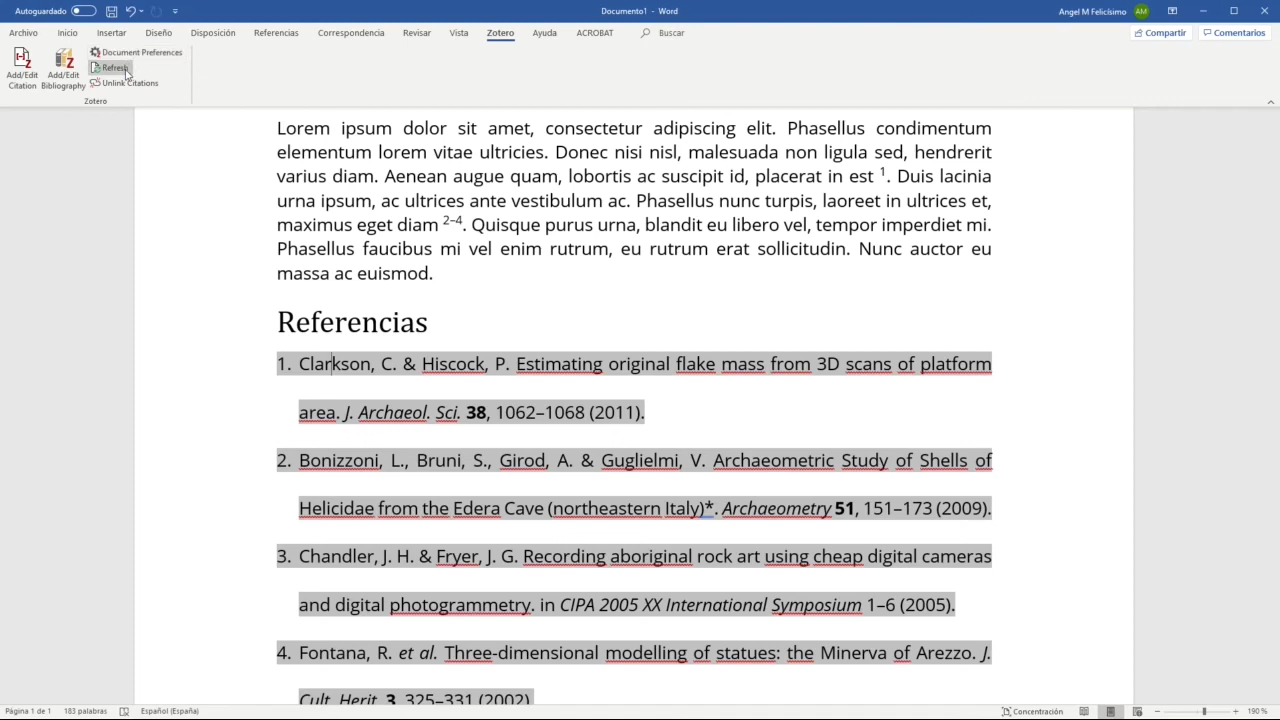 Autoguardado
Documento1 - Word
Angel M Felicísimo AM
Archivo Inicio Insertar Diseño Disposición Referencias Correspondencia Revisar Vista Zotero Ayuda ACROBAT Buscar
Compartir Comentarios
Add/Edit Citation
Add/Edit Bibliography
Document Preferences
Refresh
Unlink Citations
Zotero
Lorem ipsum dolor sit amet, consectetur adipiscing elit. Phasellus condimentum
elementum lorem vitae ultricies. Donec nisi nisl, malesuada non ligula sed, hendrerit
varius diam. Aenean augue quam, lobortis ac suscipit id, placerat in est 1. Duis lacinia
urna ipsum, ac ultrices ante vestibulum ac. Phasellus nunc turpis, laoreet in ultrices et,
maximus eget diam 2–4. Quisque purus urna, blandit eu libero vel, tempor imperdiet mi.
Phasellus faucibus mi vel enim rutrum, eu rutrum erat sollicitudin. Nunc auctor eu
massa ac euismod.
Referencias
1. Clarkson, C. & Hiscock, P. Estimating original flake mass from 3D scans of platform
area. J. Archaeol. Sci. 38, 1062–1068 (2011).
2. Bonizzoni, L., Bruni, S., Girod, A. & Guglielmi, V. Archaeometric Study of Shells of
Helicidae from the Edera Cave (northeastern Italy)*. Archaeometry 51, 151–173 (2009).
3. Chandler, J. H. & Fryer, J. G. Recording aboriginal rock art using cheap digital cameras
and digital photogrammetry. in CIPA 2005 XX International Symposium 1–6 (2005).
4. Fontana, R. et al. Three-dimensional modelling of statues: the Minerva of Arezzo. J.
Cult. Herit. 3, 325–331 (2002).
Página 1 de 1 183 palabras Español (España) Concentración 190 %